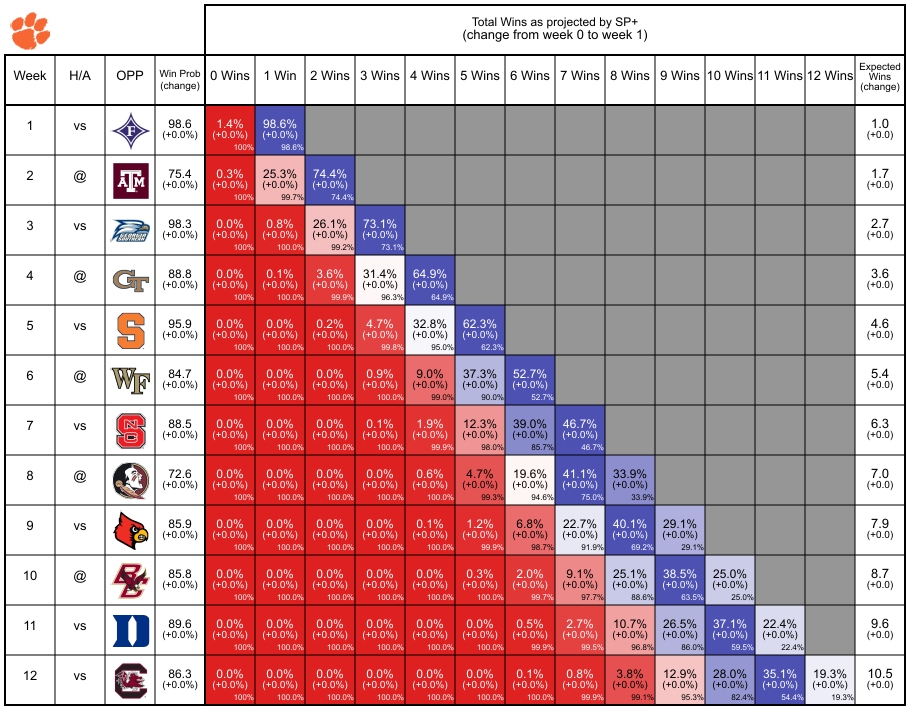 Total Wins as projected by SP+
(change from week 0 to week 1)
Week H/A OPP Win Prob (change) 0 Wins 1 Win 2 Wins 3 Wins 4 Wins 5 Wins 6 Wins 7 Wins 8 Wins 9 Wins 10 Wins 11 Wins 12 Wins Expected Wins (change)
1 vs F 98.6 1.4% 98.6% 1.0
(+0.0%) (+0.0%) (+0.0%) (+0.0)
100% 98.6%
2 @ ATM 75.4 0.3% 25.3% 74.4% 1.7
(+0.0%) (+0.0%) (+0.0%) (+0.0%) (+0.0)
100% 99.7% 74.4%
3 vs EAGLES 98.3 0.0% 0.8% 26.1% 73.1% 2.7
(+0.0%) (+0.0%) (+0.0%) (+0.0%) (+0.0%) (+0.0)
100% 100.0% 99.2% 73.1%
4 @ GT 88.8 0.0% 0.1% 3.6% 31.4% 64.9% 3.6
(+0.0%) (+0.0%) (+0.0%) (+0.0%) (+0.0%) (+0.0%) (+0.0)
100% 100.0% 99.9% 96.3% 64.9%
5 vs S 95.9 0.0% 0.0% 0.2% 4.7% 32.8% 62.3% 4.6
(+0.0%) (+0.0%) (+0.0%) (+0.0%) (+0.0%) (+0.0%) (+0.0%) (+0.0)
100% 100.0% 100.0% 99.8% 95.0% 62.3%
6 @ WF 84.7 0.0% 0.0% 0.0% 0.9% 9.0% 37.3% 52.7% 5.4
(+0.0%) (+0.0%) (+0.0%) (+0.0%) (+0.0%) (+0.0%) (+0.0%) (+0.0%) (+0.0)
100% 100.0% 100.0% 100.0% 99.0% 90.0% 52.7%
7 vs NCS 88.5 0.0% 0.0% 0.0% 0.1% 1.9% 12.3% 39.0% 46.7% 6.3
(+0.0%) (+0.0%) (+0.0%) (+0.0%) (+0.0%) (+0.0%) (+0.0%) (+0.0%) (+0.0%) (+0.0)
100% 100.0% 100.0% 100.0% 99.9% 98.0% 85.7% 46.7%
8 @ 72.6 0.0% 0.0% 0.0% 0.0% 0.6% 4.7% 19.6% 41.1% 33.9% 7.0
(+0.0%) (+0.0%) (+0.0%) (+0.0%) (+0.0%) (+0.0%) (+0.0%) (+0.0%) (+0.0%) (+0.0%) (+0.0)
100% 100.0% 100.0% 100.0% 100.0% 99.3% 94.6% 75.0% 33.9%
9 vs 85.9 0.0% 0.0% 0.0% 0.0% 0.1% 1.2% 6.8% 22.7% 40.1% 29.1% 7.9
(+0.0%) (+0.0%) (+0.0%) (+0.0%) (+0.0%) (+0.0%) (+0.0%) (+0.0%) (+0.0%) (+0.0%) (+0.0%) (+0.0)
100% 100.0% 100.0% 100.0% 100.0% 99.9% 98.7% 91.9% 69.2% 29.1%
10 @ BC 85.8 0.0% 0.0% 0.0% 0.0% 0.0% 0.3% 2.0% 9.1% 25.1% 38.5% 25.0% 8.7
(+0.0%) (+0.0%) (+0.0%) (+0.0%) (+0.0%) (+0.0%) (+0.0%) (+0.0%) (+0.0%) (+0.0%) (+0.0%) (+0.0%) (+0.0)
100% 100.0% 100.0% 100.0% 100.0% 100.0% 99.7% 97.7% 88.6% 63.5% 25.0%
11 vs D 89.6 0.0% 0.0% 0.0% 0.0% 0.0% 0.0% 0.5% 2.7% 10.7% 26.5% 37.1% 22.4% 9.6
(+0.0%) (+0.0%) (+0.0%) (+0.0%) (+0.0%) (+0.0%) (+0.0%) (+0.0%) (+0.0%) (+0.0%) (+0.0%) (+0.0%) (+0.0%) (+0.0)
100% 100.0% 100.0% 100.0% 100.0% 100.0% 99.9% 99.5% 96.8% 86.0% 59.5% 22.4%
12 vs C 86.3 0.0% 0.0% 0.0% 0.0% 0.0% 0.0% 0.1% 0.8% 3.8% 12.9% 28.0% 35.1% 19.3% 10.5
(+0.0%) (+0.0%) (+0.0%) (+0.0%) (+0.0%) (+0.0%) (+0.0%) (+0.0%) (+0.0%) (+0.0%) (+0.0%) (+0.0%) (+0.0%) (+0.0%) (+0.0)
100% 100.0% 100.0% 100.0% 100.0% 100.0% 100.0% 99.9% 99.1% 95.3% 82.4% 54.4% 19.3%